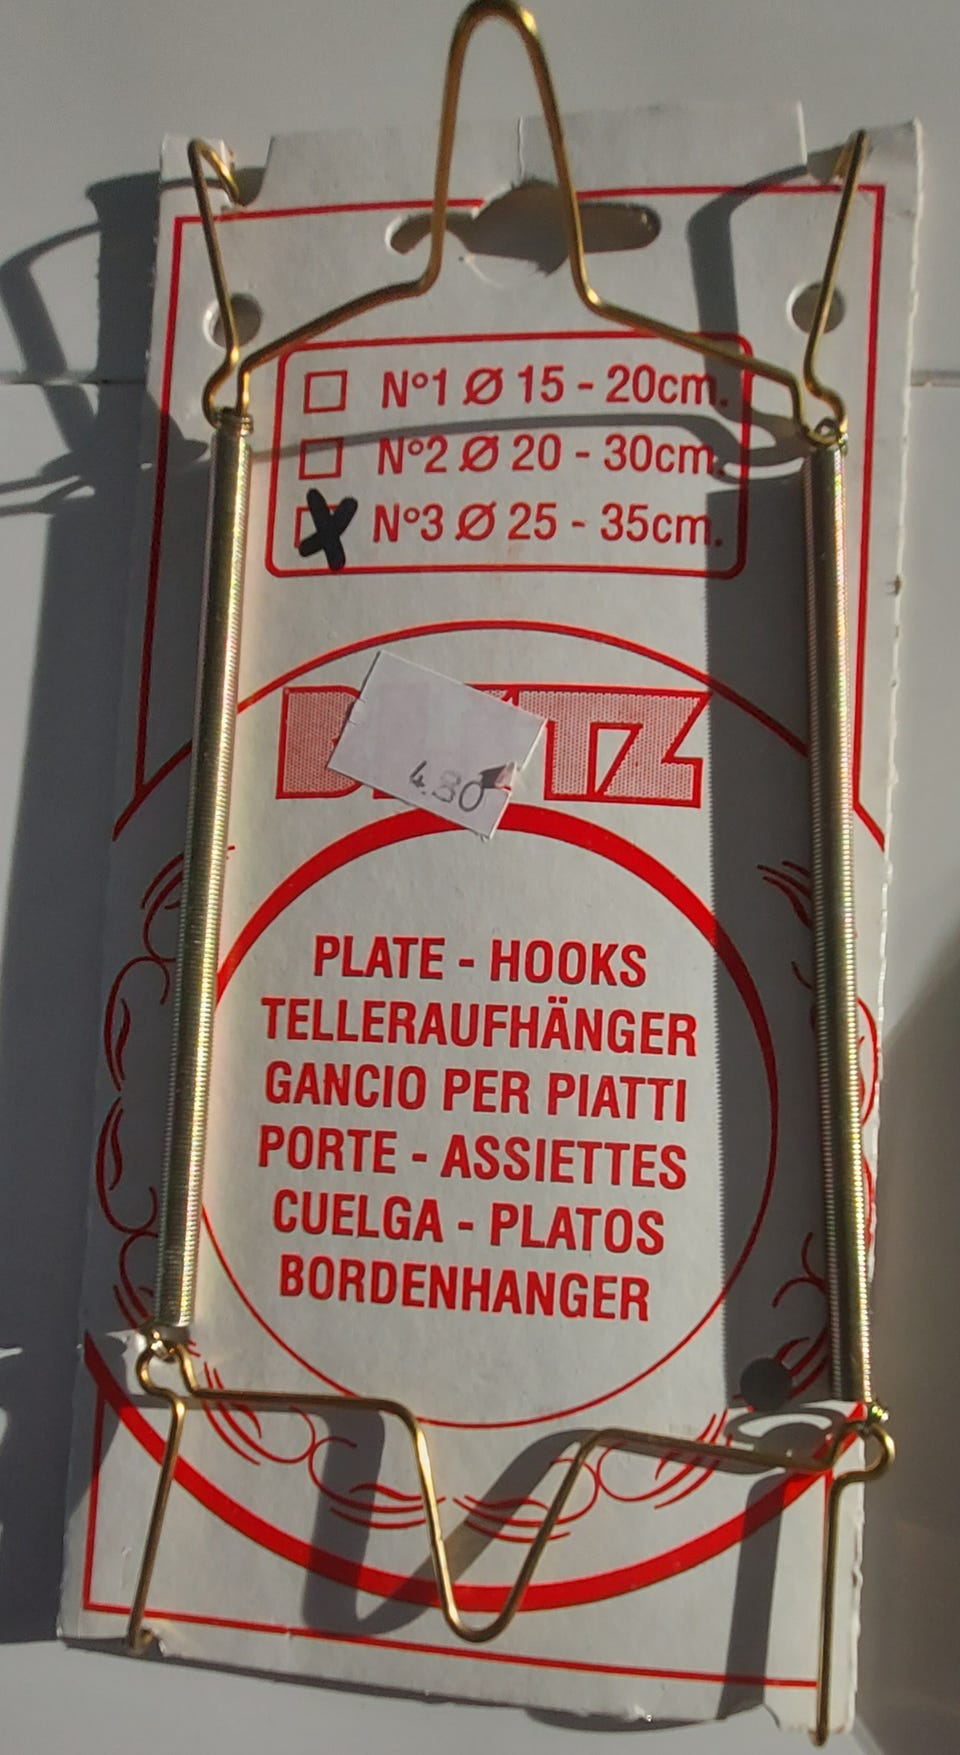 N°1 Ø 15 - 20cm.
N°2 Ø 20 - 30cm.
N°3 Ø 25 - 35cm.
4.80
PLATE - HOOKS
TELLERAUFHÄNGER
GANCIO PER PIATTI
PORTE - ASSIETTES
CUELGA - PLATOS
BORDENHANGER